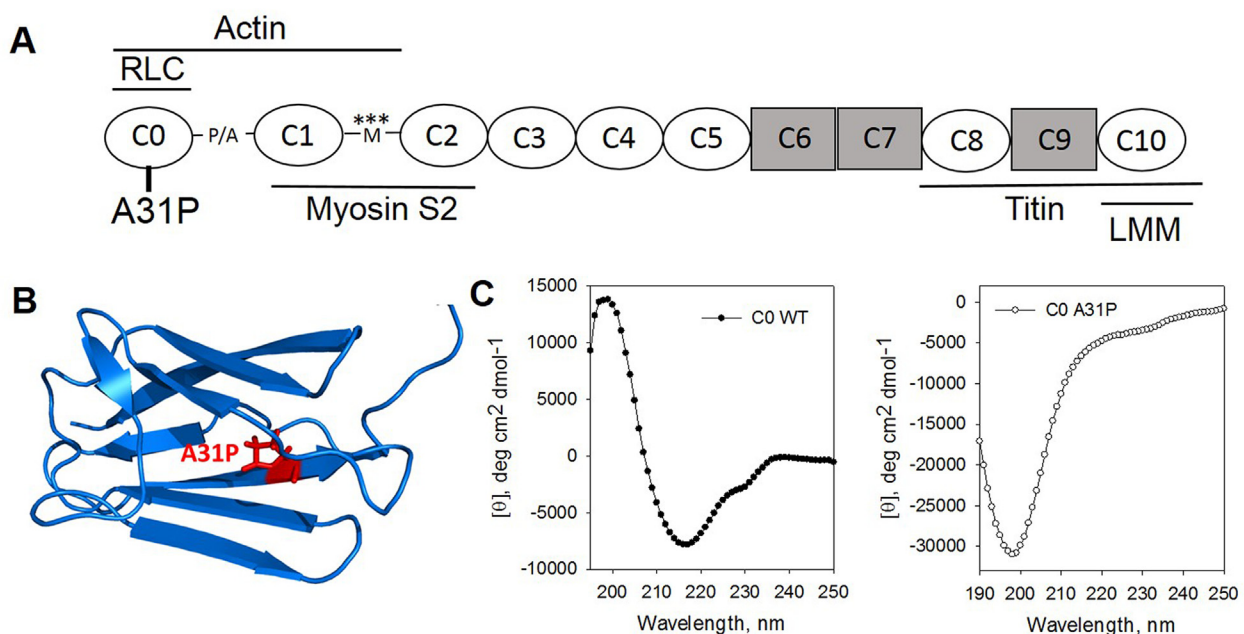 A
Actin
RLC
***
C0 P/A C1 M C2 C3 C4 C5 C6 C7 C8 C9 C10
A31P
Myosin S2
Titin
LMM
B
A31P
C
15000
10000
5000
0
-5000
-10000
[θ], deg cm2 dmol-1
C0 WT
200 210 220 230 240 250
Wavelength, nm
0
-5000
-10000
-15000
-20000
-25000
-30000
[θ], deg cm2 dmol-1
C0 A31P
190 200 210 220 230 240 250
Wavelength, nm